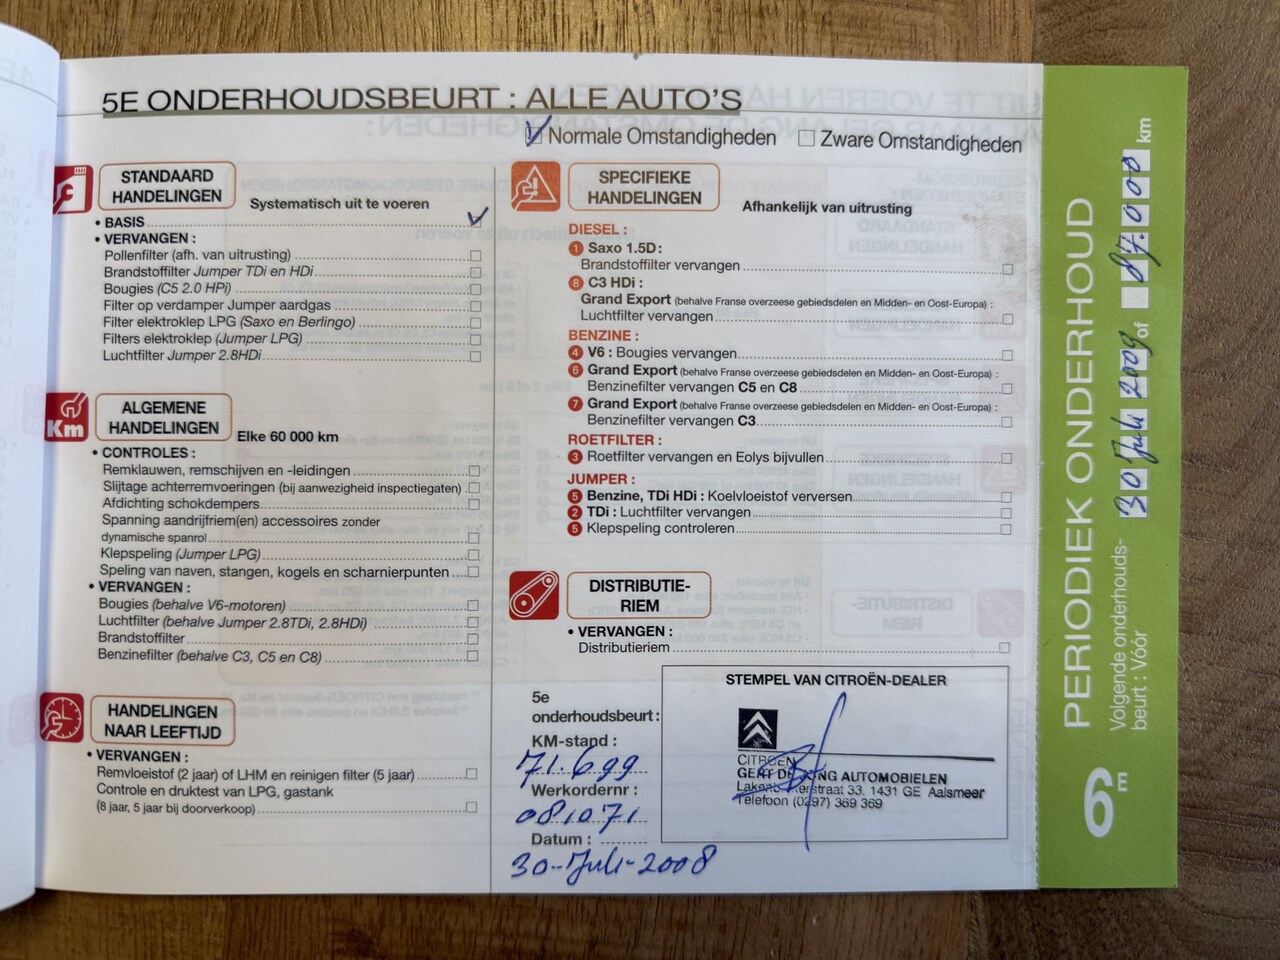 5E ONDERHOUDSBEURT : ALLE AUTO'S
Normale Omstandigheden
Zware Omstandigheden
STANDAARD
HANDELINGEN
Systematisch uit te voeren
• BASIS
• VERVANGEN :
Pollenfilter (afh. van uitrusting)
Brandstoffilter Jumper TDi en HDi
Bougies (C5 2.0 HPi)
Filter op verdamper Jumper aardgas
Filter elektroklep LPG (Saxo en Berlingo)
Filters elektroklep (Jumper LPG)
Luchtfilter Jumper 2.8HDi
Km
ALGEMENE
HANDELINGEN
Elke 60 000 km
• CONTROLES :
Remklauwen, remschijven en -leidingen
Slijtage achterremvoeringen (bij aanwezigheid inspectiegaten)
Afdichting schokdempers
Spanning aandrijfriem(en) accessoires zonder
dynamische spanrol
Klepspeling (Jumper LPG)
Speling van naven, stangen, kogels en scharnierpunten
• VERVANGEN :
Bougies (behalve V6-motoren)
Luchtfilter (behalve Jumper 2.8TDi, 2.8HDi)
Brandstoffilter
Benzinefilter (behalve C3, C5 en C8)
HANDELINGEN
NAAR LEEFTIJD
• VERVANGEN :
Remvloeistof (2 jaar) of LHM en reinigen filter (5 jaar)
Controle en druktest van LPG, gastank
(8 jaar, 5 jaar bij doorverkoop)
SPECIFIEKE
HANDELINGEN
Afhankelijk van uitrusting
DIESEL :
1 Saxo 1.5D :
Brandstoffilter vervangen
8 C3 HDi :
Grand Export (behalve Franse overzeese gebiedsdelen en Midden- en Oost-Europa) :
Luchtfilter vervangen
BENZINE :
4 V6 : Bougies vervangen
6 Grand Export (behalve Franse overzeese gebiedsdelen en Midden- en Oost-Europa) :
Benzinefilter vervangen C5 en C8
7 Grand Export (behalve Franse overzeese gebiedsdelen en Midden- en Oost-Europa) :
Benzinefilter vervangen C3
ROETFILTER :
3 Roetfilter vervangen en Eolys bijvullen
JUMPER :
5 Benzine, TDi HDi : Koelvloeistof verversen
2 TDi : Luchtfilter vervangen
5 Klepspeling controleren
DISTRIBUTIE-
RIEM
• VERVANGEN :
Distributieriem
5e
onderhoudsbeurt :
KM-stand :
71.699
Werkordernr :
081071
Datum :
30-Juli-2008
STEMPEL VAN CITROËN-DEALER
CITROEN
GERT DE JONG AUTOMOBIELEN
33, 1431 GE Aalsmeer
Telefoon (0297) 369 369
PERIODIEK ONDERHOUD
6E
Volgende onderhouds-
beurt : Vóór
30 Juli 2009 of 87.000 km